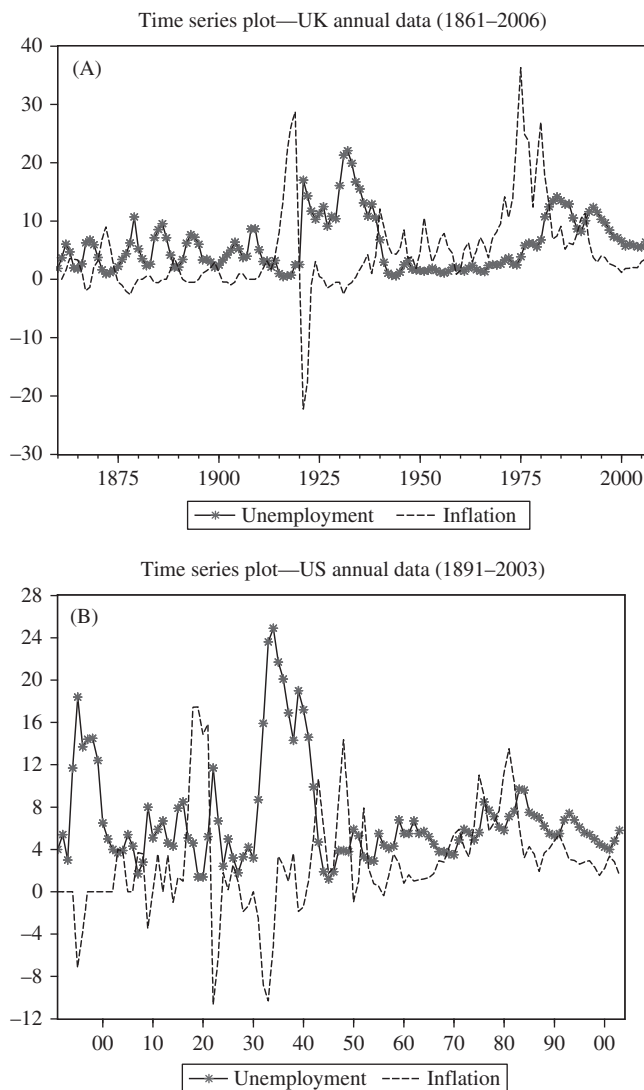 Time series plot—UK annual data (1861–2006)
(A)
40
30
20
10
0
–10
–20
–30
1875 1900 1925 1950 1975 2000
Unemployment Inflation
Time series plot—US annual data (1891–2003)
(B)
28
24
20
16
12
8
4
0
–4
–8
–12
00 10 20 30 40 50 60 70 80 90 00
Unemployment Inflation